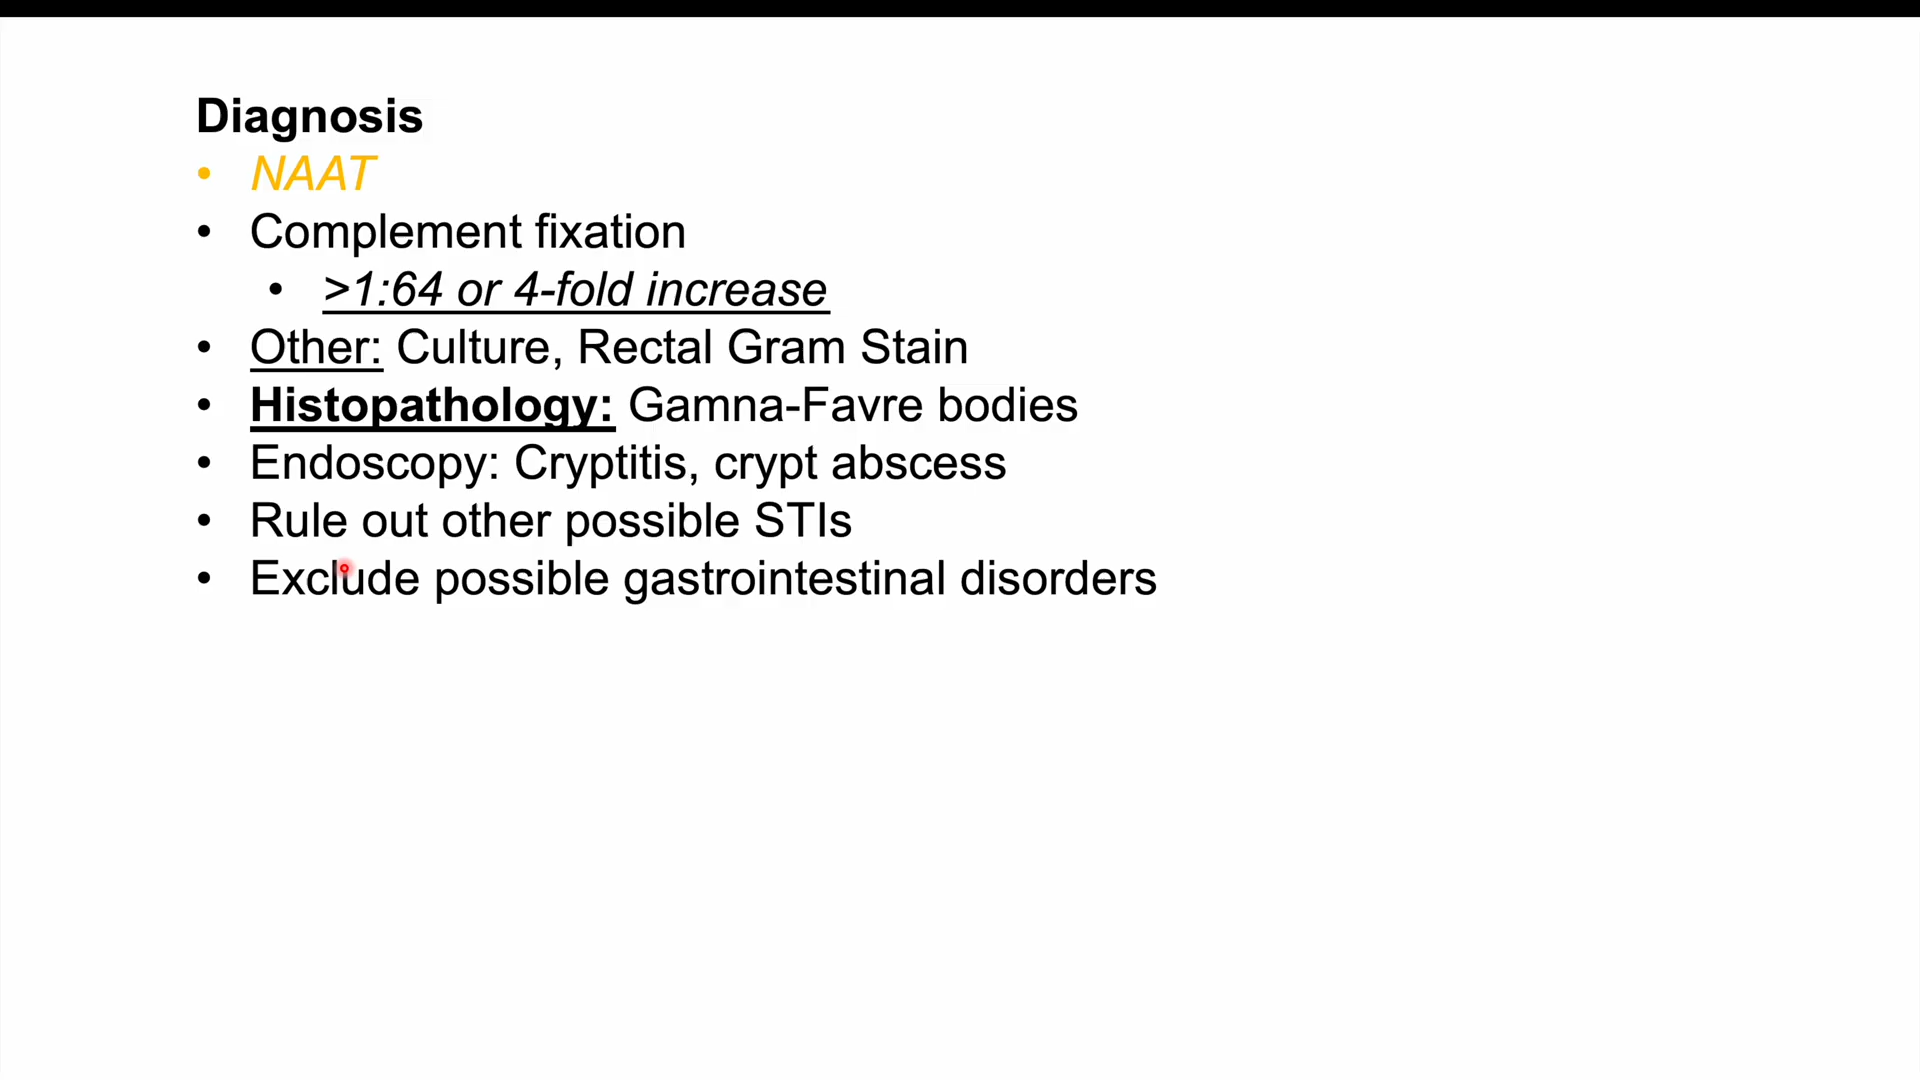 Diagnosis
• NAAT
• Complement fixation
• >1:64 or 4-fold increase
• Other: Culture, Rectal Gram Stain
• Histopathology: Gamna-Favre bodies
• Endoscopy: Cryptitis, crypt abscess
• Rule out other possible STIs
• Exclude possible gastrointestinal disorders